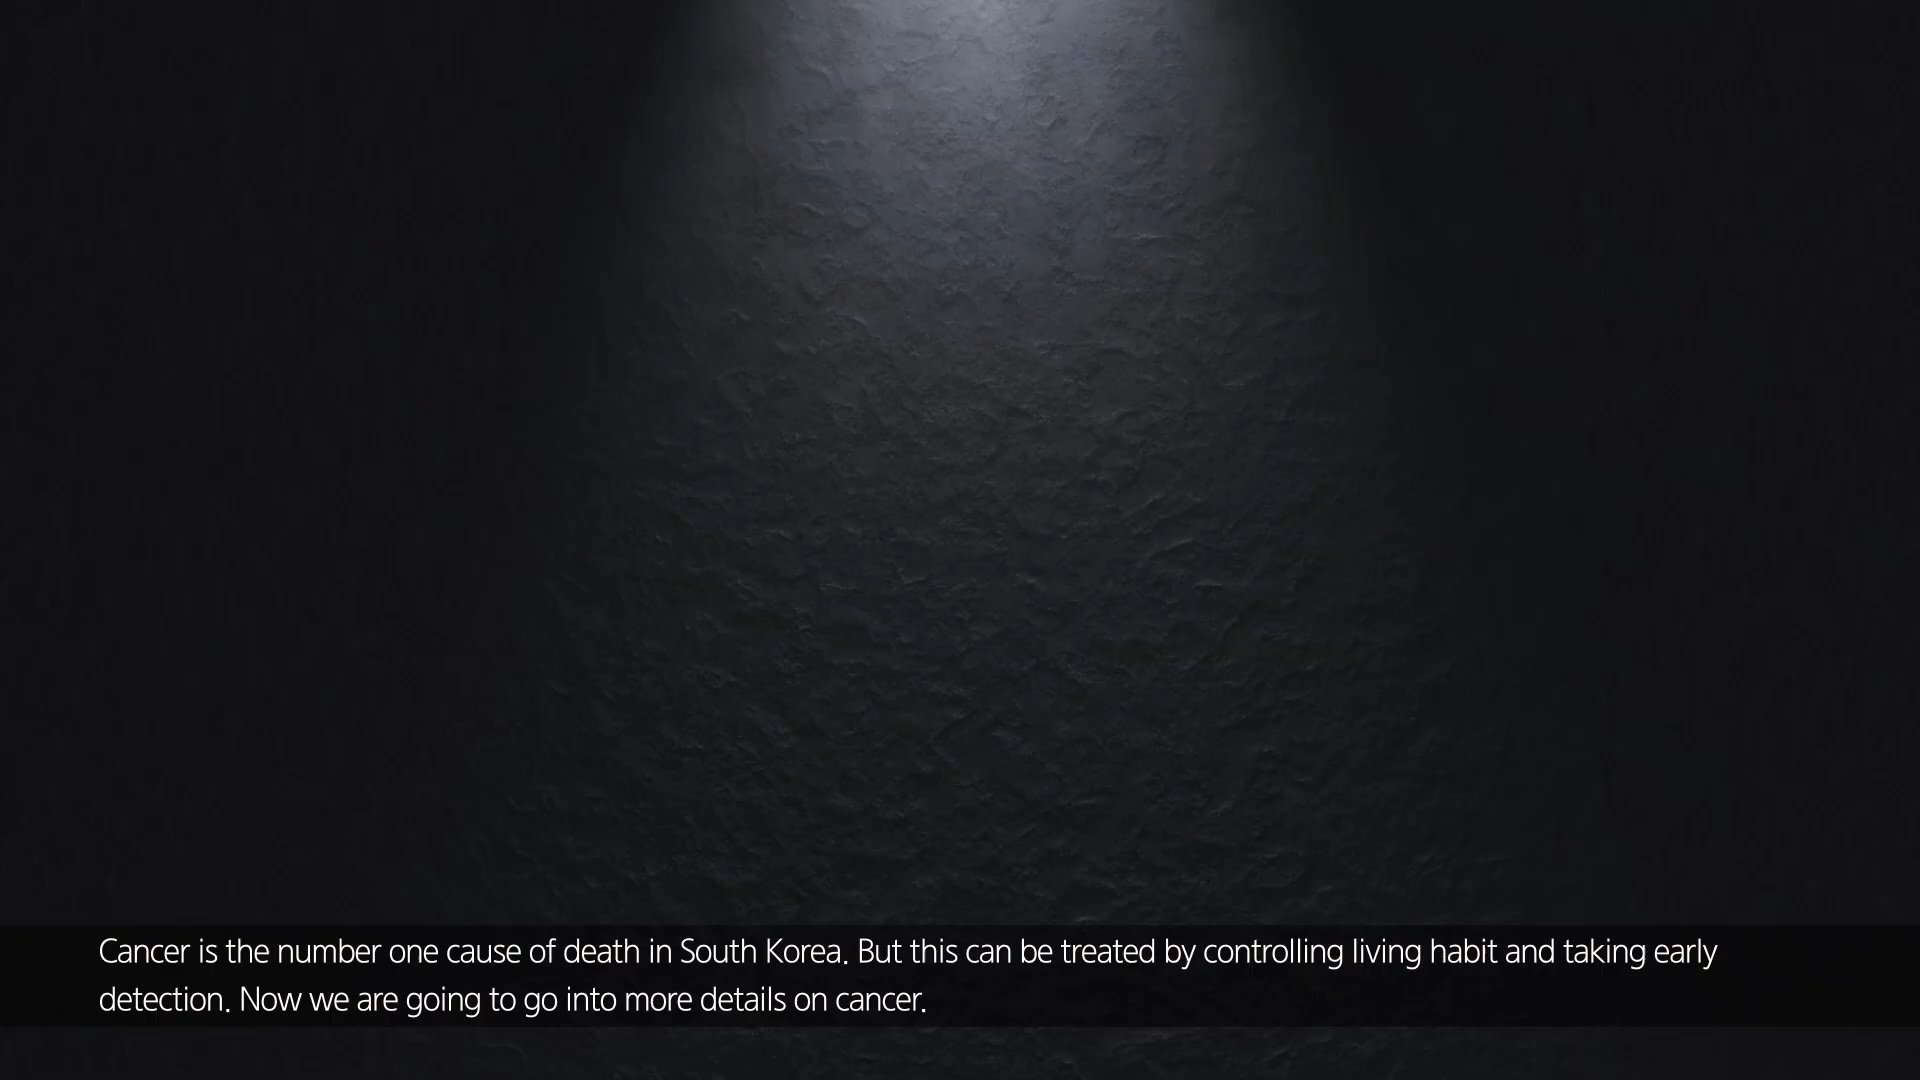 Cancer is the number one cause of death in South Korea. But this can be treated by controlling living habit and taking early
detection. Now we are going to go into more details on cancer.